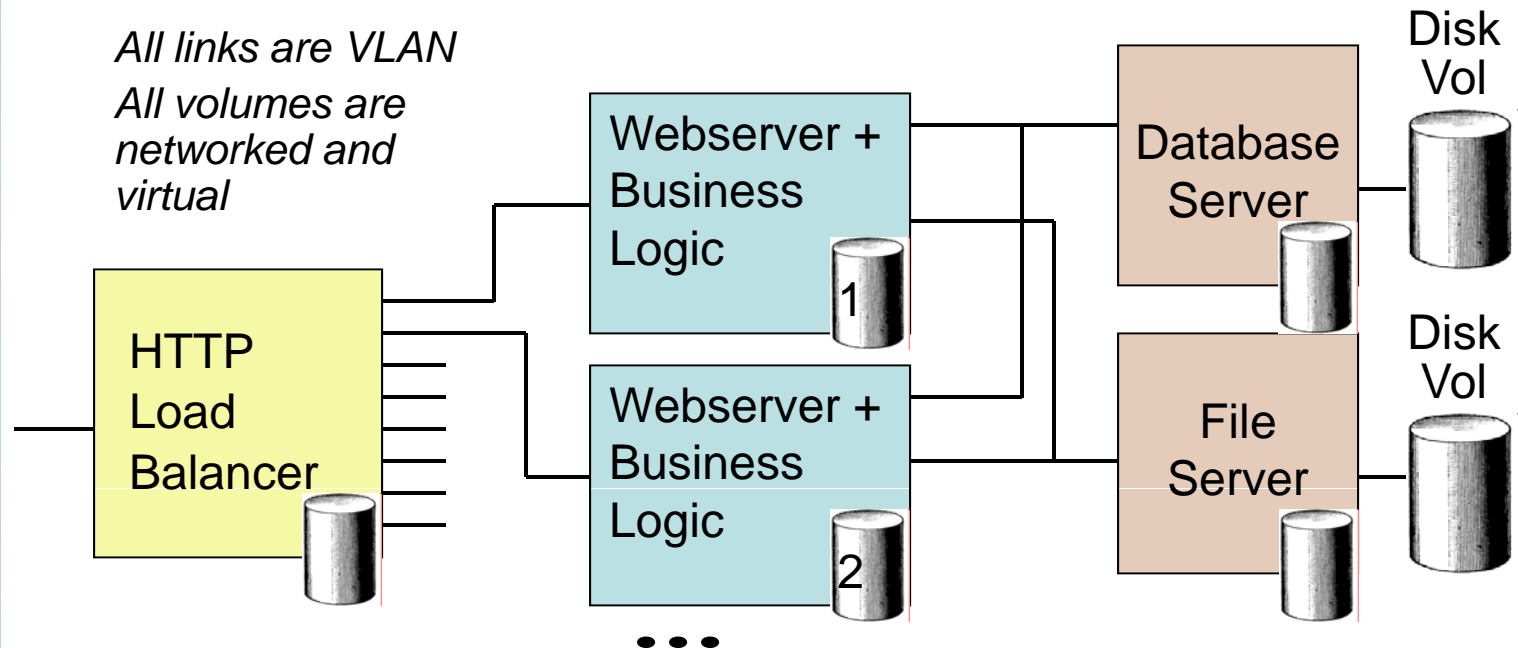 All links are VLAN
All volumes are
networked and
virtual
HTTP
Load
Balancer
Webserver +
Business
Logic
1
Webserver +
Business
Logic
2
•••
Database
Server
Disk
Vol
File
Server
Disk
Vol